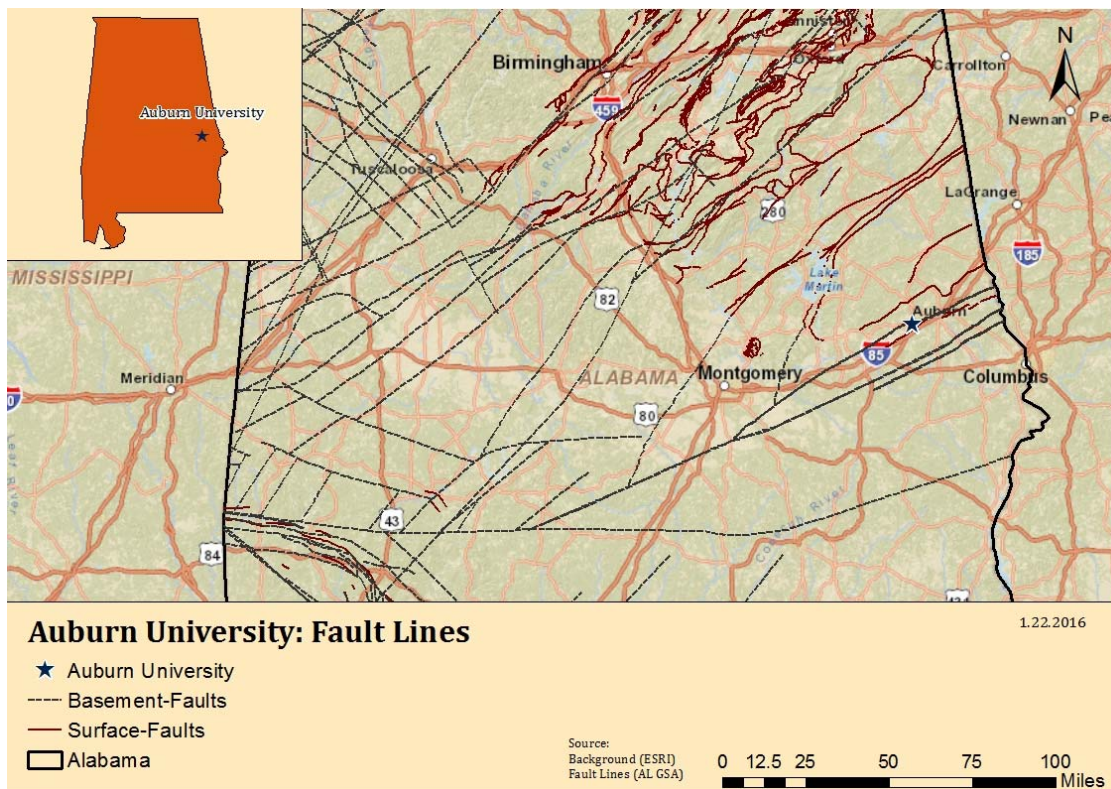 Auburn University
Birmingham
459
Carrollton
Newnan
Tuscaloosa
LaGrange
280
185
MISSISSIPPI
Lake
Martin
82
Auburn
85
Meridian
ALABAMA
Montgomery
Columbus
80
43
84
Auburn University: Fault Lines
1.22.2016
Auburn University
Basement-Faults
Surface-Faults
Alabama
Source:
Background (ESRI)
Fault Lines (AL GSA)
N
0 12.5 25 50 75 100
Miles